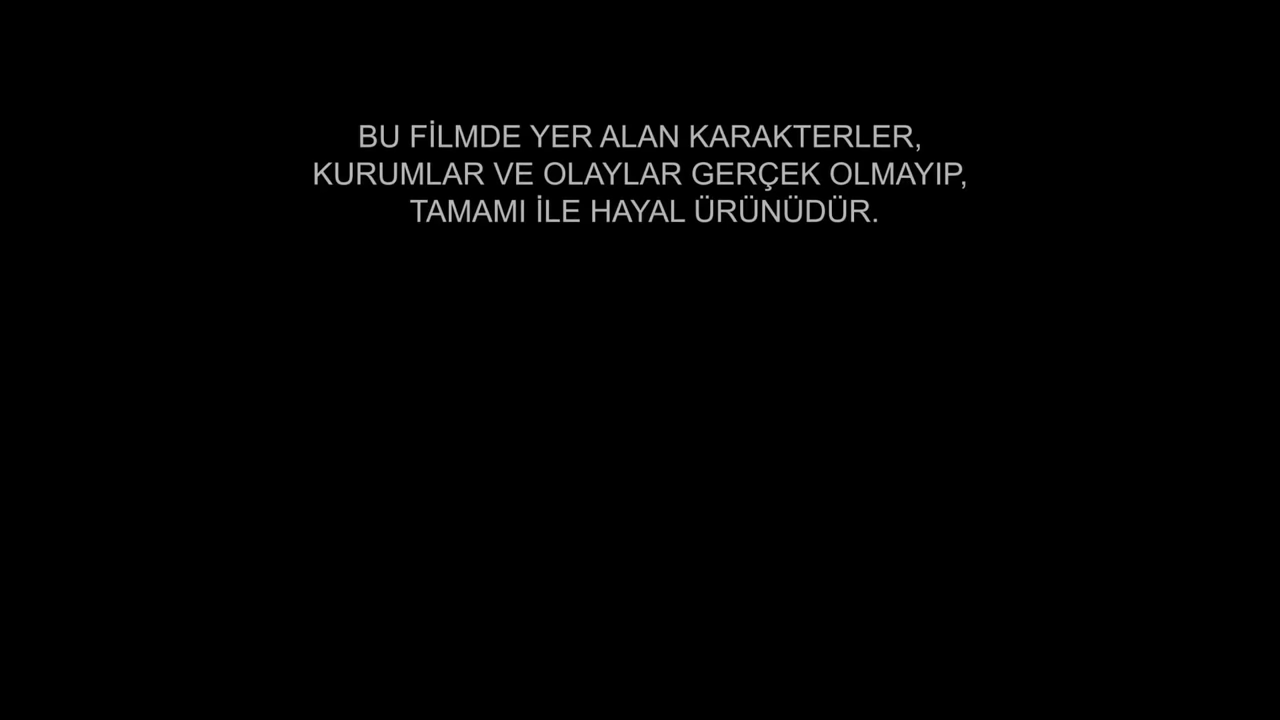 BU FİLMDE YER ALAN KARAKTERLER,
KURUMLAR VE OLAYLAR GERÇEK OLMAYIP,
TAMAMI İLE HAYAL ÜRÜNÜDÜR.